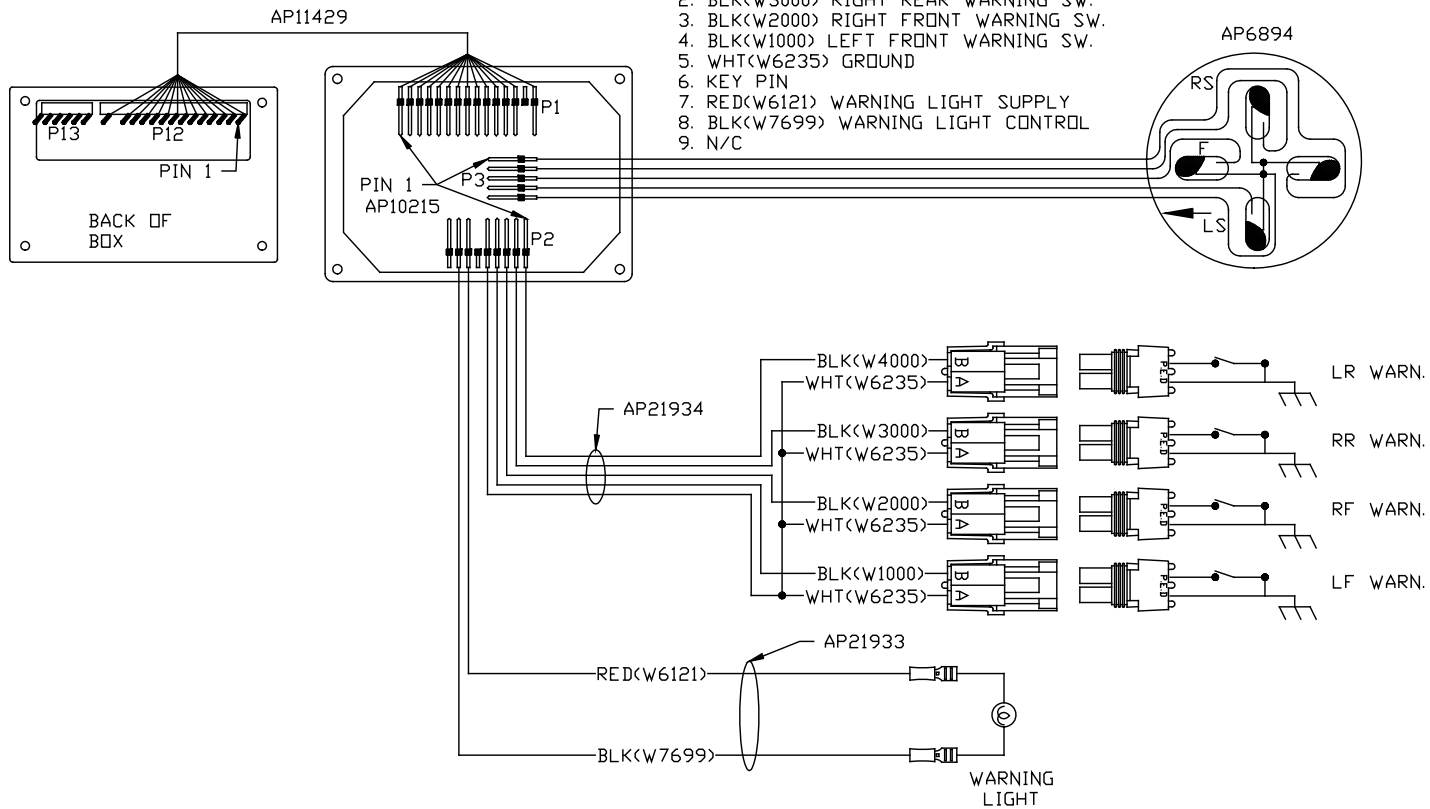 AP11429
2. BLK(W3000) RIGHT REAR WARNING SW.
3. BLK(W2000) RIGHT FRONT WARNING SW.
4. BLK(W1000) LEFT FRONT WARNING SW.
5. WHT(W6235) GROUND
6. KEY PIN
7. RED(W6121) WARNING LIGHT SUPPLY
8. BLK(W7699) WARNING LIGHT CONTROL
9. N/C
AP6894
RS
F
LS
P13
P12
PIN 1
BACK OF
BOX
P1
P3
PIN 1
AP10215
P2
AP21934
BLK(W4000)
WHT(W6235)
B
A
PED
LR WARN.
BLK(W3000)
WHT(W6235)
B
A
PED
RR WARN.
BLK(W2000)
WHT(W6235)
B
A
PED
RF WARN.
BLK(W1000)
WHT(W6235)
B
A
PED
LF WARN.
AP21933
RED(W6121)
BLK(W7699)
WARNING
LIGHT